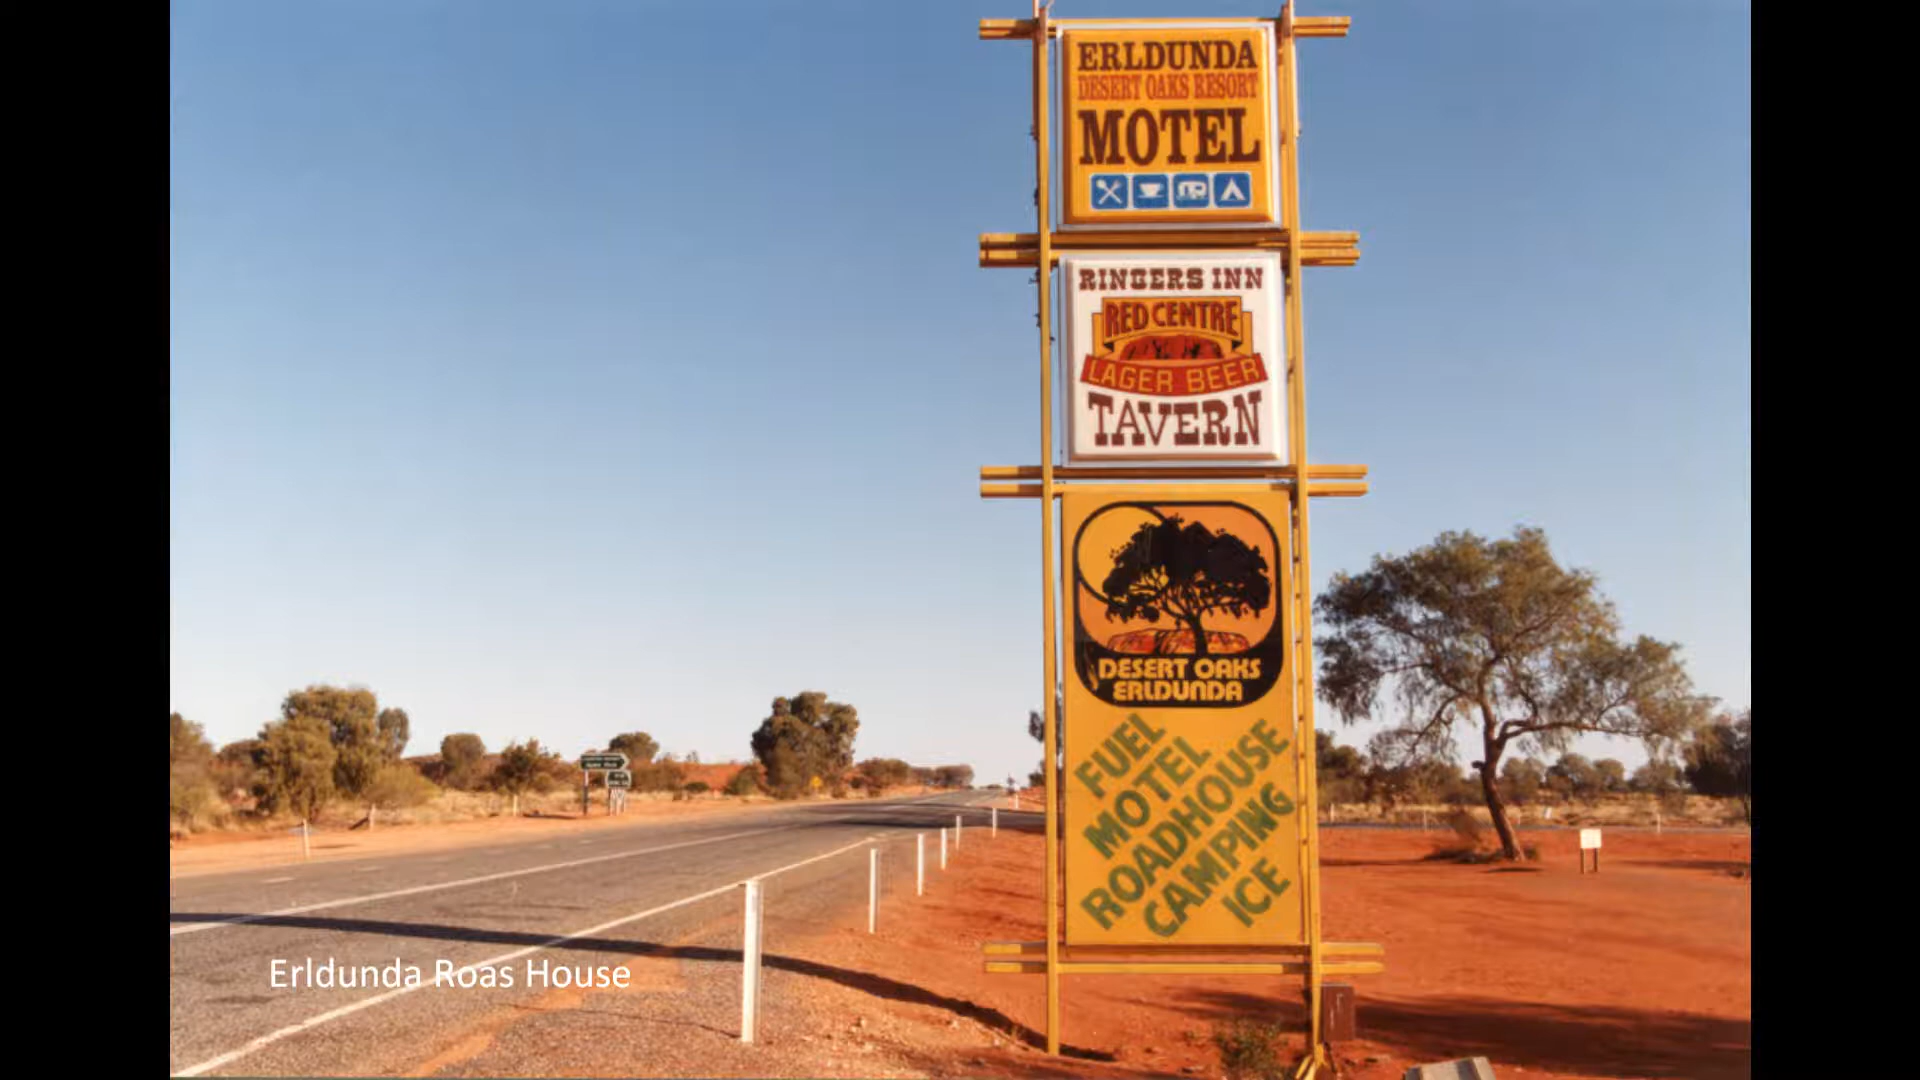 ERLDUNDA
DESERT OAKS RESORT
MOTEL
RINGERS INN
RED CENTRE
LAGER BEER
TAVERN
DESERT OAKS
ERLDUNDA
FUEL
MOTEL
ROADHOUSE
CAMPING
ICE
Erldunda Roas House